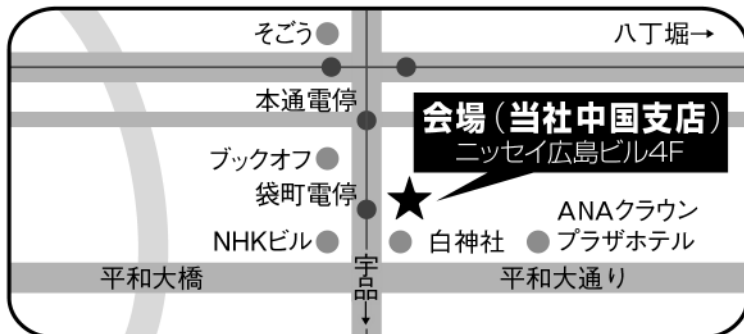 そごう
八丁堀→
本通電停
会場（当社中国支店）
ニッセイ広島ビル4F
ブックオフ
袋町電停
ANAクラウン
プラザホテル
NHKビル
白神社
平和大橋
宇品→
平和大通り